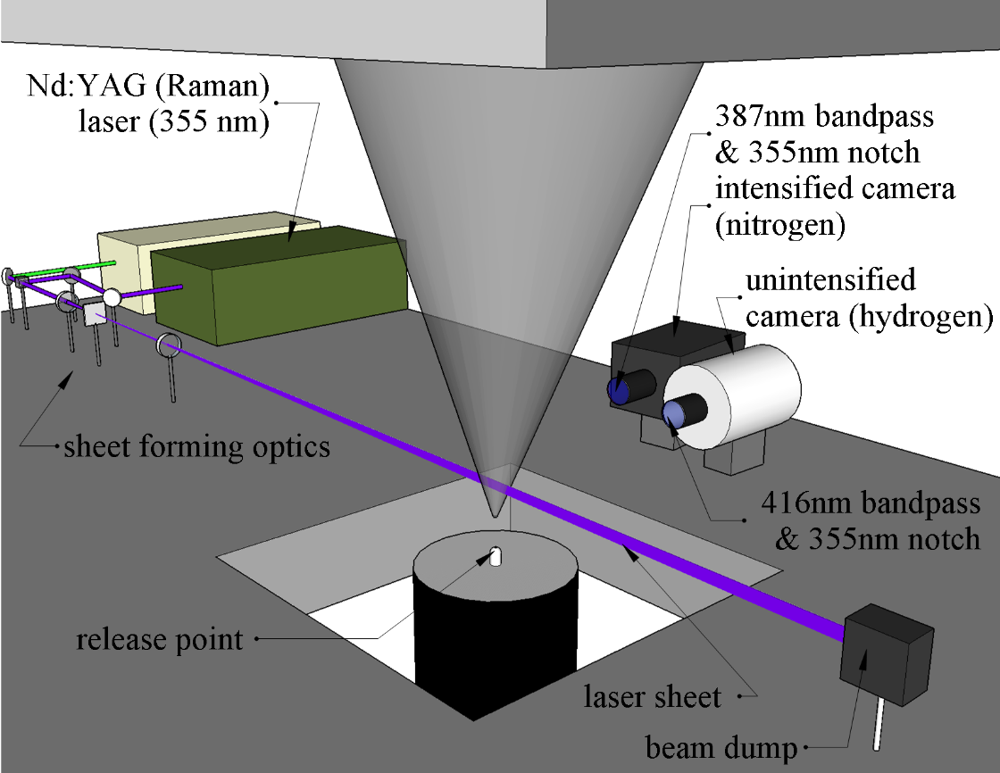 Nd:YAG (Raman)
laser (355 nm)
387nm bandpass
& 355nm notch
intensified camera
(nitrogen)
unintensified
camera (hydrogen)
sheet forming optics
416nm bandpass
& 355nm notch
release point
laser sheet
beam dump